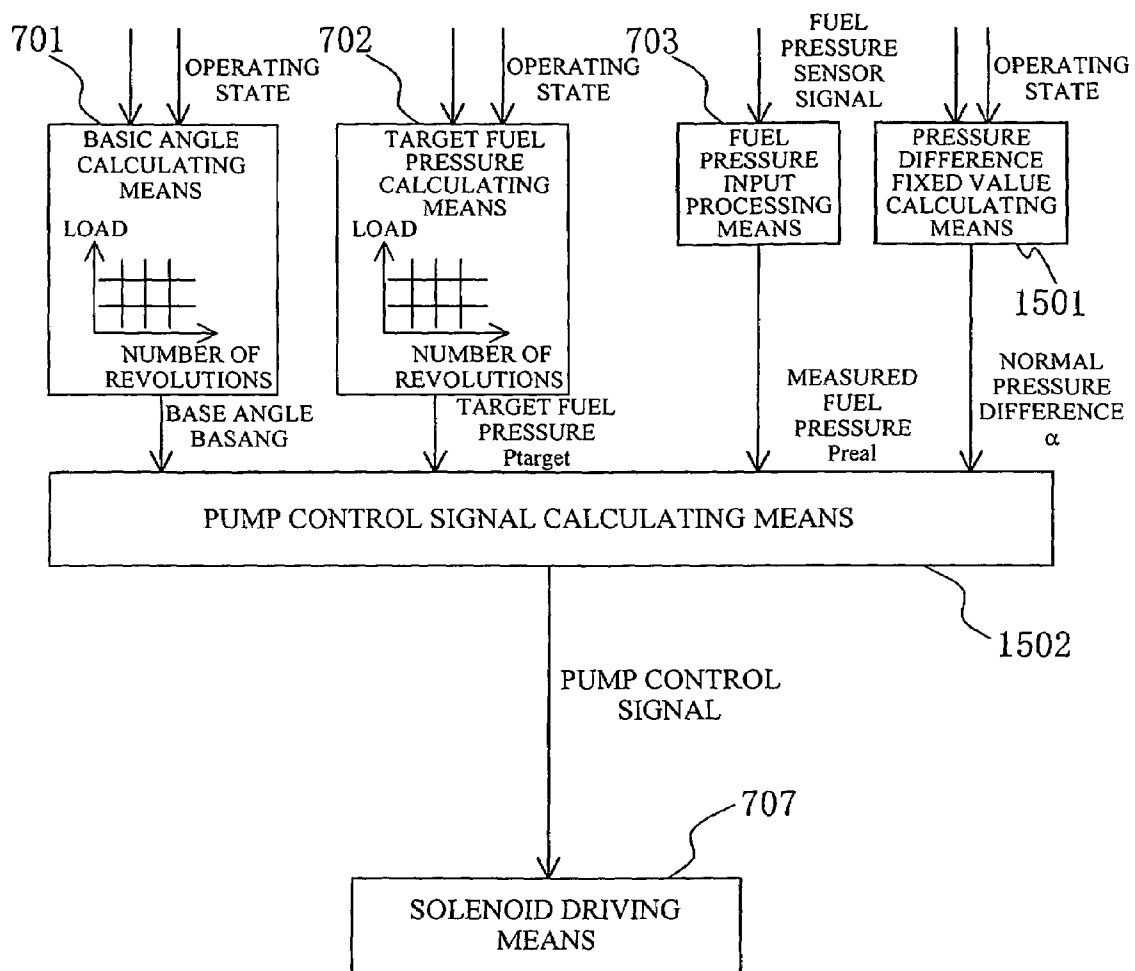 701
OPERATING
STATE
BASIC ANGLE
CALCULATING
MEANS
LOAD
NUMBER OF
REVOLUTIONS
702
OPERATING
STATE
TARGET FUEL
PRESSURE
CALCULATING
MEANS
LOAD
NUMBER OF
REVOLUTIONS
703
FUEL
PRESSURE
SENSOR
SIGNAL
FUEL
PRESSURE
INPUT
PROCESSING
MEANS
OPERATING
STATE
PRESSURE
DIFFERENCE
FIXED VALUE
CALCULATING
MEANS
1501
BASE ANGLE
BASANG
TARGET FUEL
PRESSURE
Ptarget
MEASURED
FUEL
PRESSURE
Preal
NORMAL
PRESSURE
DIFFERENCE
α
PUMP CONTROL SIGNAL CALCULATING MEANS
1502
PUMP CONTROL
SIGNAL
707
SOLENOID DRIVING
MEANS